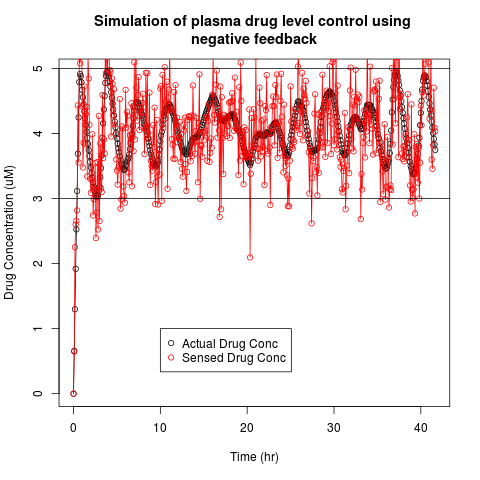 Simulation of plasma drug level control using
negative feedback
Drug Concentration (uM)
5
4
3
2
1
0
Actual Drug Conc
Sensed Drug Conc
0 10 20 30 40
Time (hr)